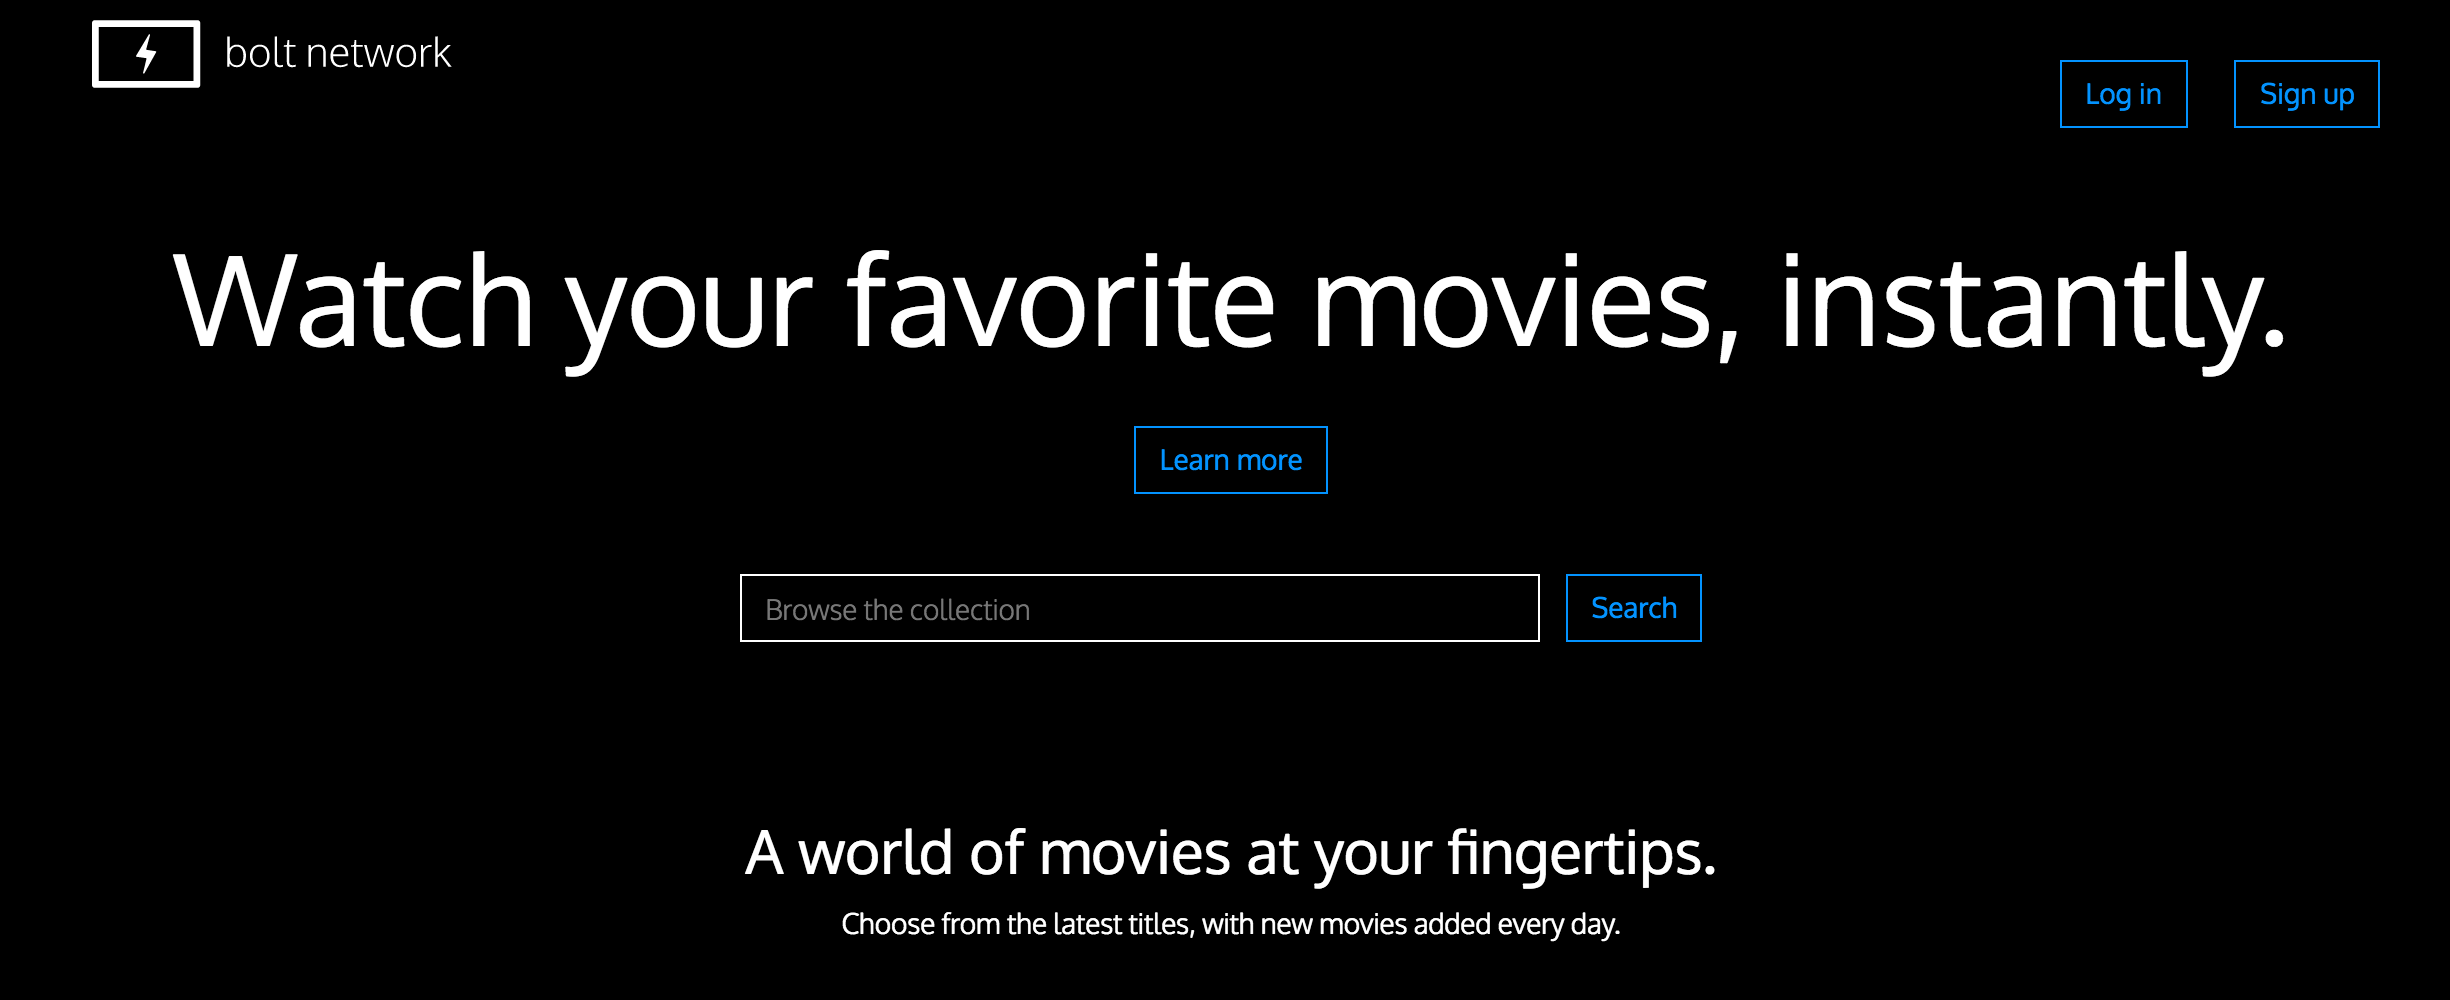 bolt network
Log in
Sign up
Watch your favorite movies, instantly.
Learn more
Browse the collection
Search
A world of movies at your fingertips.
Choose from the latest titles, with new movies added every day.